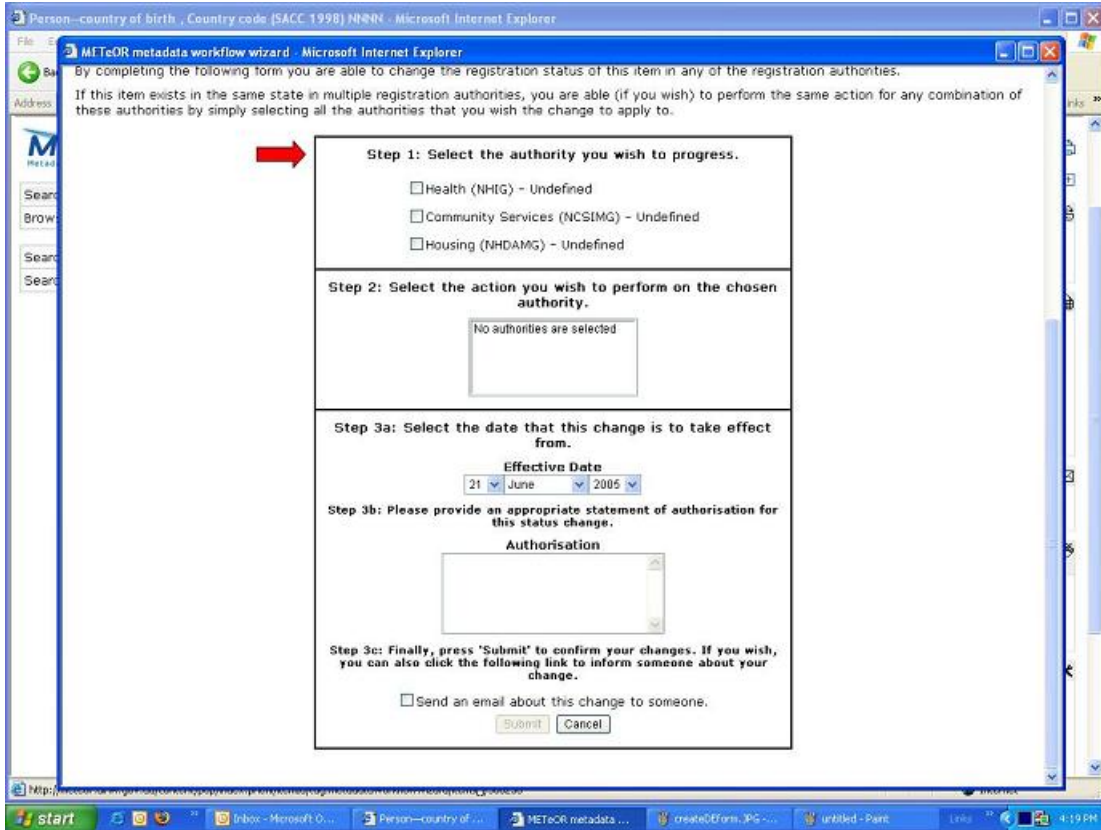 Person—country of birth , Country code (SACC 1998) NNNN - Microsoft Internet Explorer
File
METeOR metadata workflow wizard - Microsoft Internet Explorer
By completing the following form you are able to change the registration status of this item in any of the registration authorities.
If this item exists in the same state in multiple registration authorities, you are able (if you wish) to perform the same action for any combination of
these authorities by simply selecting all the authorities that you wish the change to apply to.
Address
Step 1: Select the authority you wish to progress.
Health (NHIG) - Undefined
Community Services (NCSIMG) - Undefined
Housing (NHDAMG) - Undefined
Step 2: Select the action you wish to perform on the chosen
authority.
No authorities are selected
Step 3a: Select the date that this change is to take effect
from.
Effective Date
21 June 2005
Step 3b: Please provide an appropriate statement of authorisation for
this status change.
Authorisation
Step 3c: Finally, press 'Submit' to confirm your changes. If you wish,
you can also click the following link to inform someone about your
change.
Send an email about this change to someone.
Submit Cancel
start Inbox - Microsoft O... Person—country of ... METeOR metadata ... createDEform.JPG -... untitled - Paint Links 4:19 PM